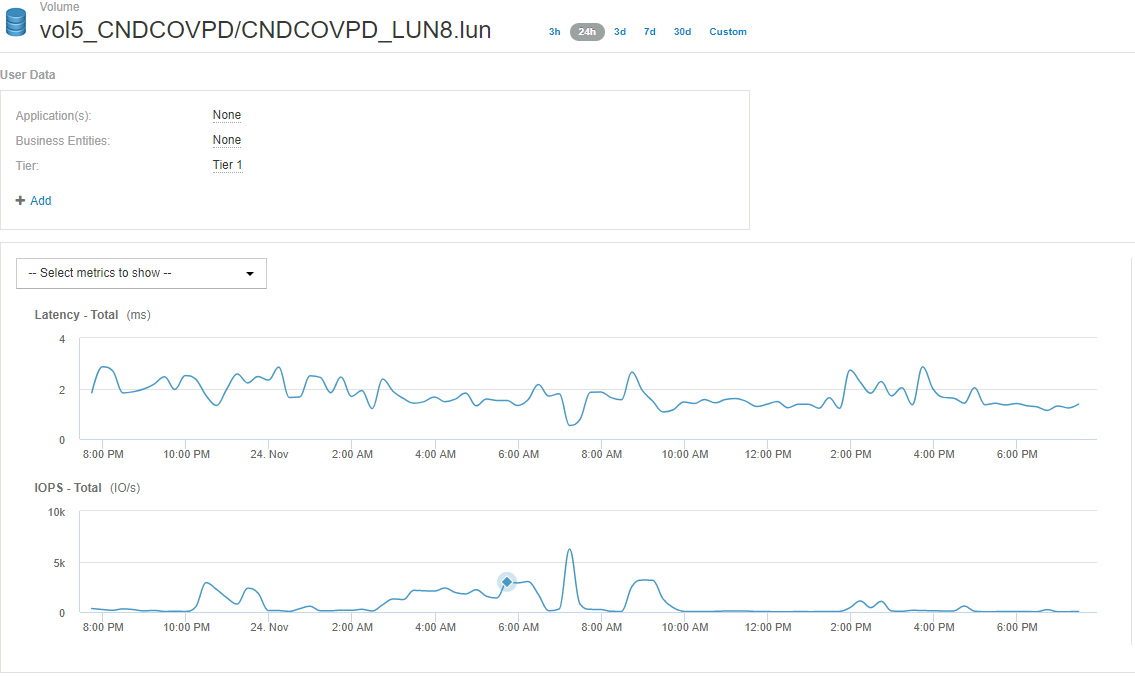 Volume
vol5_CNDCOVPD/CNDCOVPD_LUN8.lun
3h 24h 3d 7d 30d Custom
User Data
Application(s): None
Business Entities: None
Tier: Tier 1
+ Add
-- Select metrics to show --
Latency - Total (ms)
4
2
0
8:00 PM 10:00 PM 24. Nov 2:00 AM 4:00 AM 6:00 AM 8:00 AM 10:00 AM 12:00 PM 2:00 PM 4:00 PM 6:00 PM
IOPS - Total (IO/s)
10k
5k
0
8:00 PM 10:00 PM 24. Nov 2:00 AM 4:00 AM 6:00 AM 8:00 AM 10:00 AM 12:00 PM 2:00 PM 4:00 PM 6:00 PM